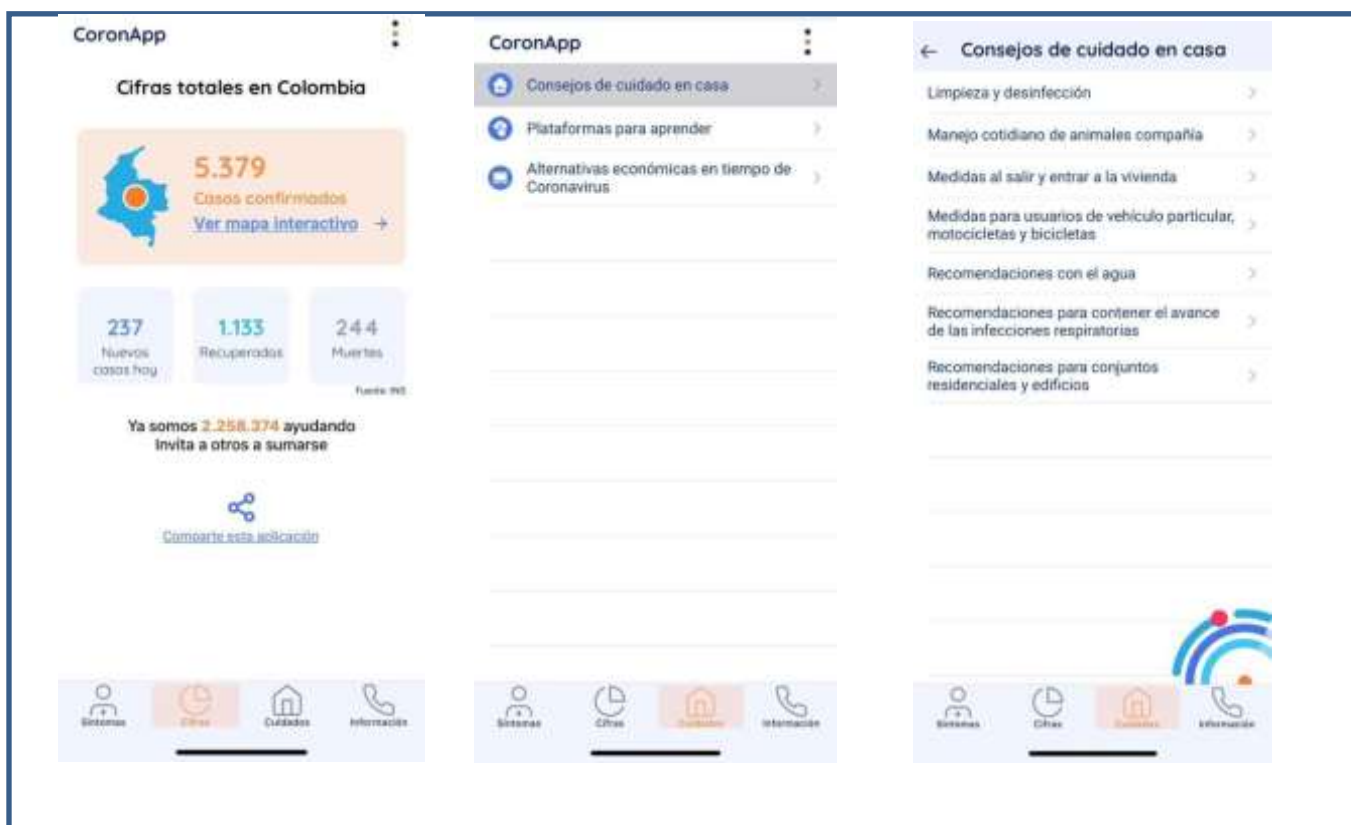 CoronApp
Cifras totales en Colombia
5.379
Casos confirmados
Ver mapa interactivo →
237
Nuevos
casos hoy
1.133
Recuperados
244
Muertes
Fuente: INS
Ya somos 2.258.374 ayudando
Invita a otros a sumarse
Comparte esta aplicación
Síntomas
Cifras
Cuidados
Información
CoronApp
Consejos de cuidado en casa
Plataformas para aprender
Alternativas económicas en tiempo de
Coronavirus
Síntomas
Cifras
Cuidados
Información
← Consejos de cuidado en casa
Limpieza y desinfección
Manejo cotidiano de animales compañía
Medidas al salir y entrar a la vivienda
Medidas para usuarios de vehículo particular,
motocicletas y bicicletas
Recomendaciones con el agua
Recomendaciones para contener el avance
de las infecciones respiratorias
Recomendaciones para conjuntos
residenciales y edificios
Síntomas
Cifras
Cuidados
Información